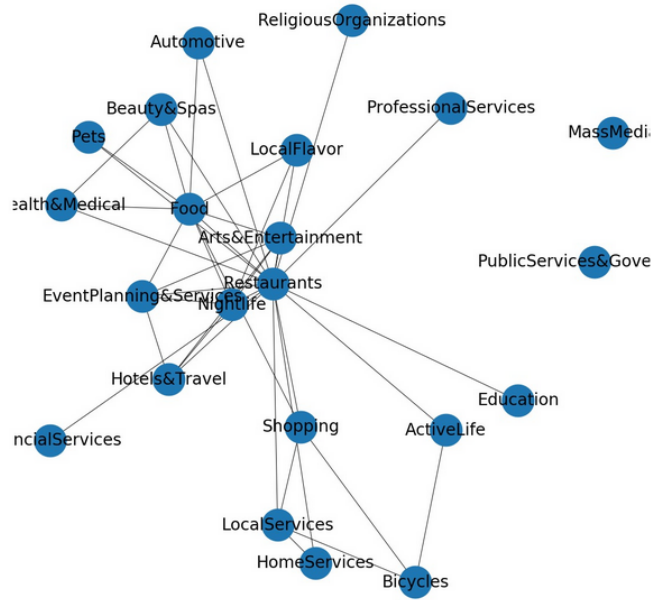 ReligiousOrganizations
Automotive
Beauty&Spas
ProfessionalServices
MassMedi
Pets
LocalFlavor
ealth&Medical
Food
Arts&Entertainment
PublicServices&Gove
Restaurants
EventPlanning&Services
Nightlife
Hotels&Travel
Education
Shopping
ActiveLife
ncialServices
LocalServices
HomeServices
Bicycles